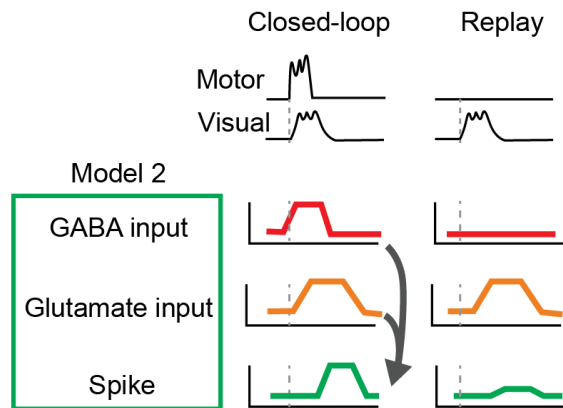 Closed-loop Replay
Motor
Visual
Model 2
GABA input
Glutamate input
Spike